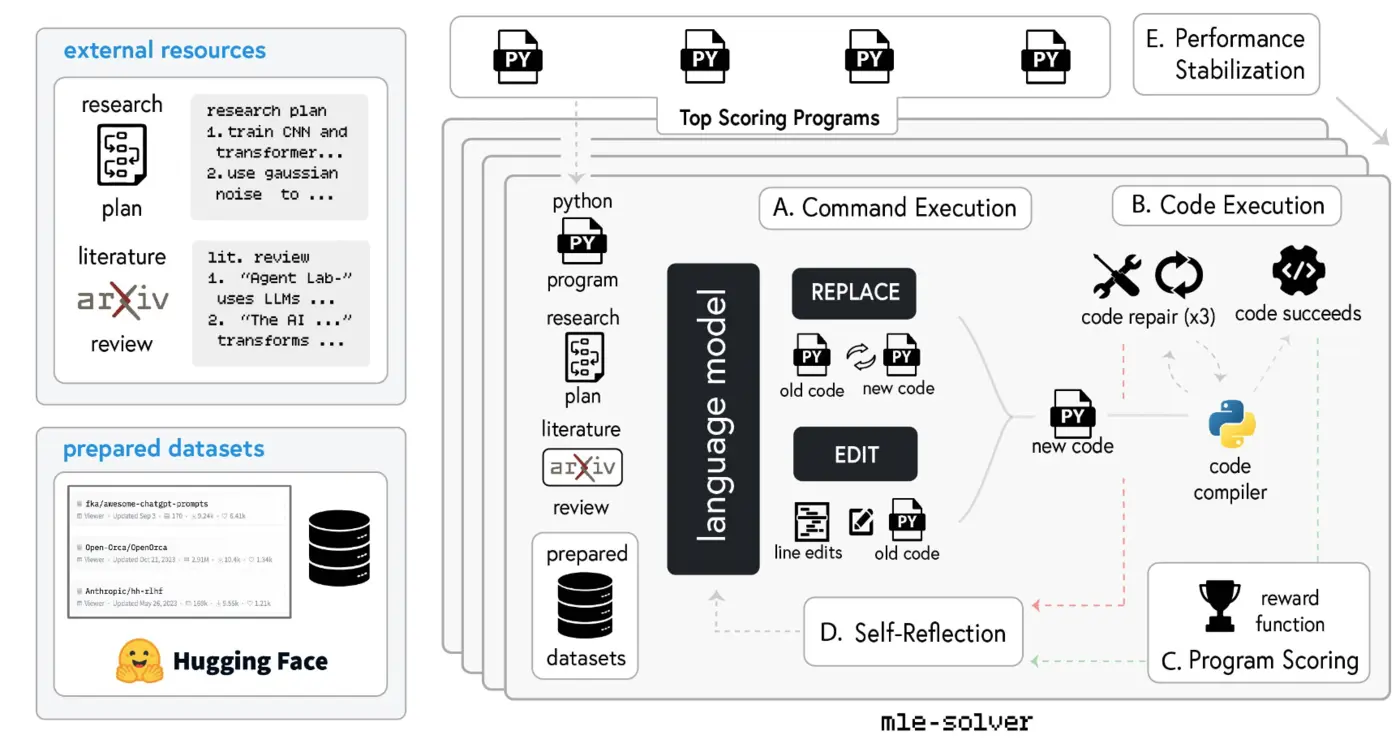 external resources
research
plan
research plan
1. train CNN and
transformer...
2. use gaussian
noise to ...
literature
arXiv
review
lit. review
1. “Agent Lab-”
uses LLMs ...
2. “The AI ...”
transforms ...
prepared datasets
fka/awesome-chatgpt-prompts
Viewer · Updated Sep 3 · 170 · 9.24k · 6.41k
Open-Orca/OpenOrca
Viewer · Updated Oct 21, 2023 · 2.91M · 10.4k · 1.34k
Anthropic/hh-rlhf
Viewer · Updated May 26, 2023 · 169k · 1.21k
Hugging Face
PY
PY
PY
PY
Top Scoring Programs
E. Performance
Stabilization
python
PY
program
research
plan
literature
arXiv
review
prepared
datasets
language model
A. Command Execution
REPLACE
PY
PY
old code
new code
EDIT
PY
line edits
old code
PY
new code
B. Code Execution
code repair (x3)
</>
code succeeds
code
compiler
reward
function
C. Program Scoring
D. Self-Reflection
mle-solver